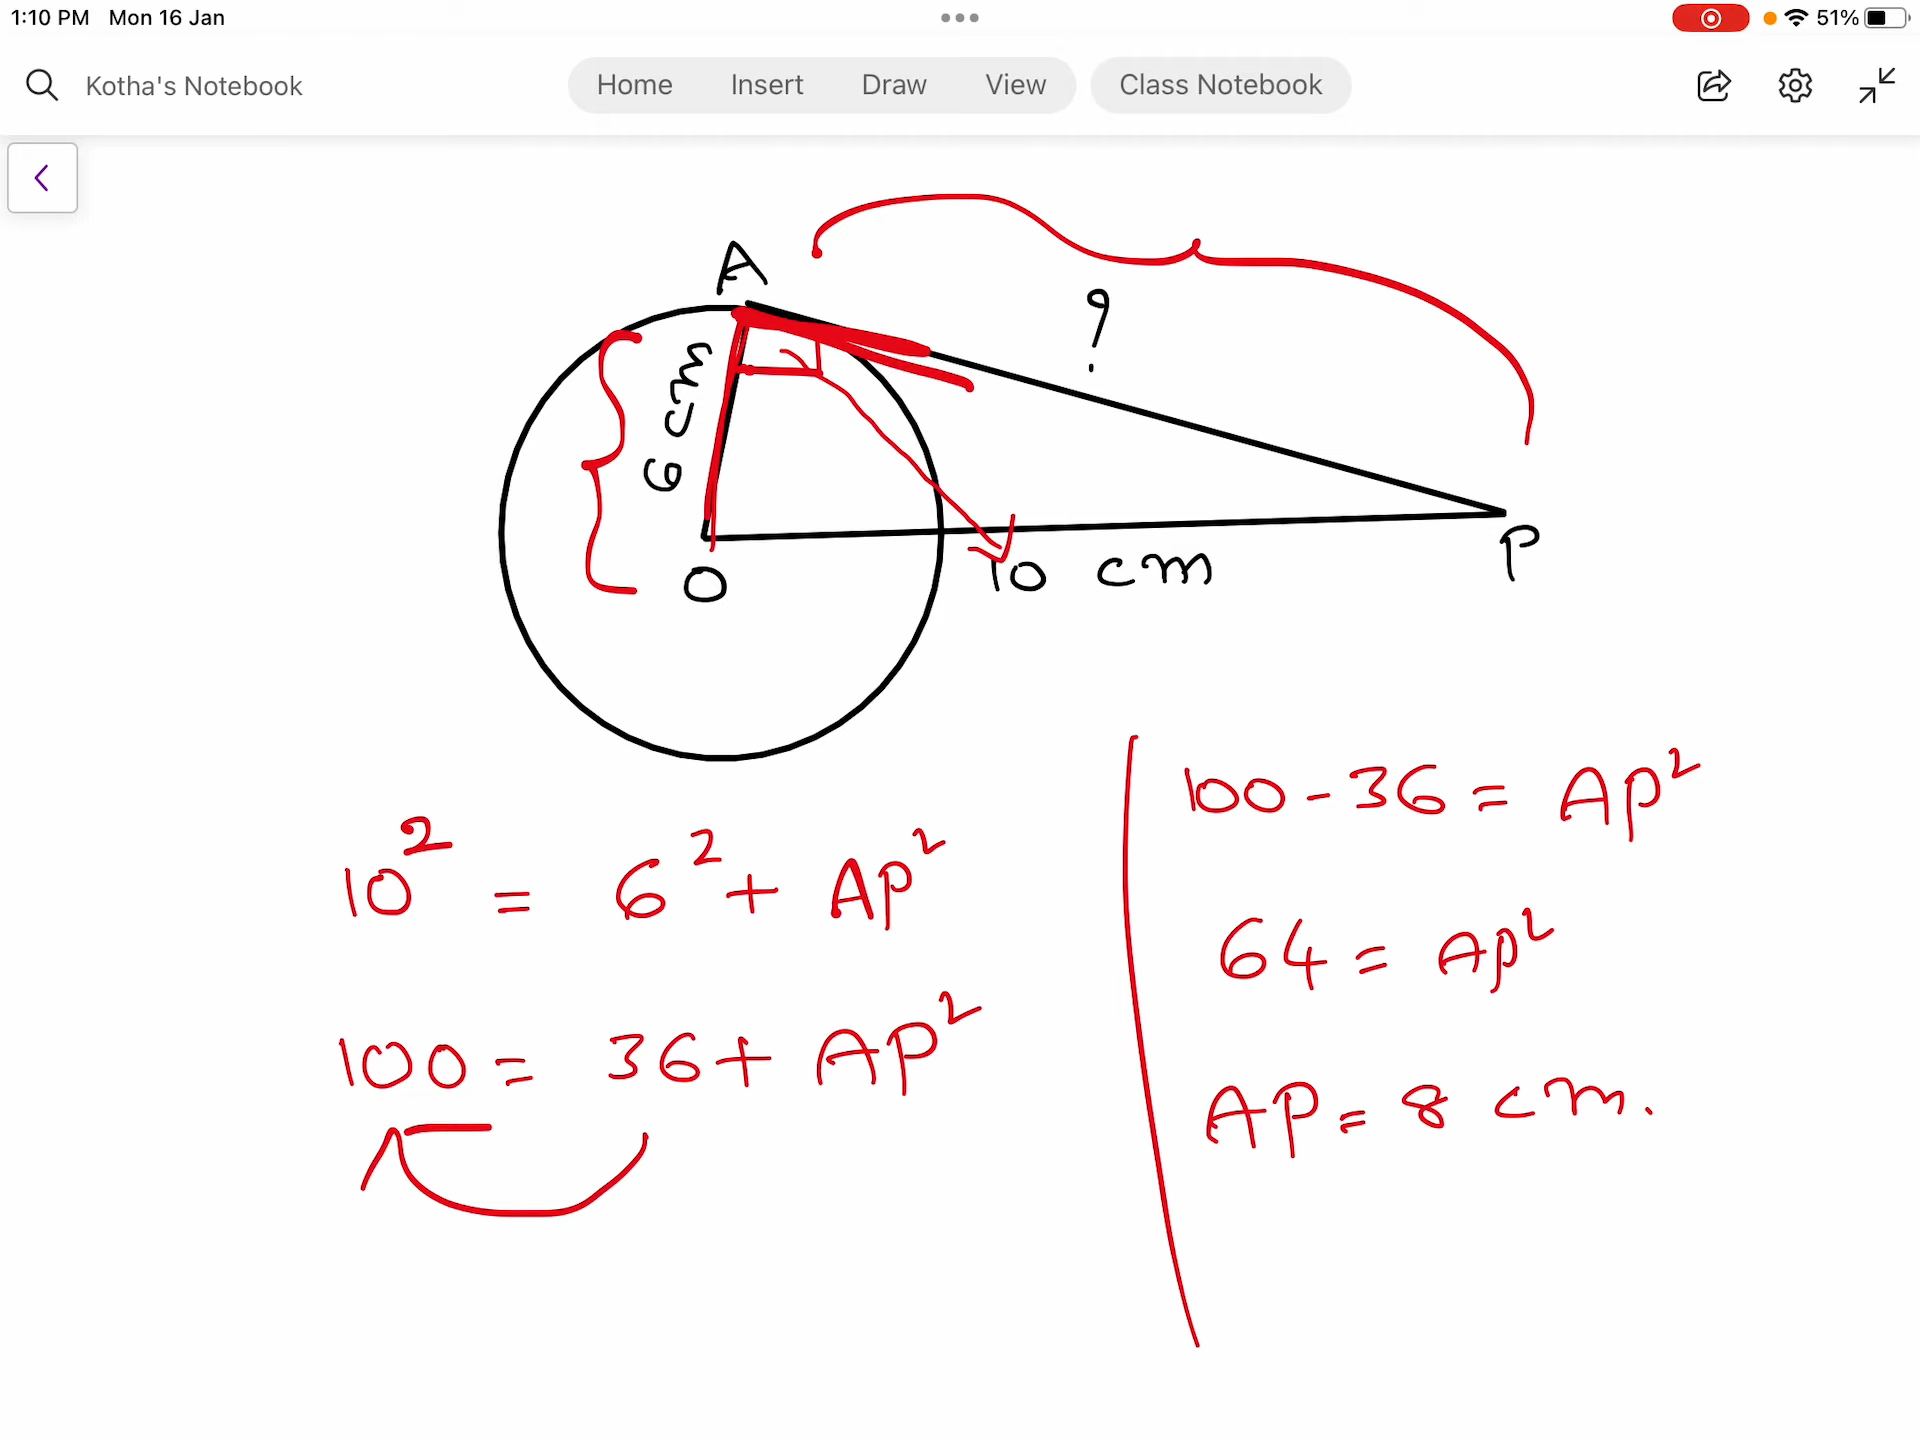 1:10 PM Mon 16 Jan
51%
Kotha's Notebook
Home Insert Draw View Class Notebook
A
?
6 cm
O
10 cm
P
10² = 6² + AP²
100 = 36 + AP²
100 - 36 = AP²
64 = AP²
AP = 8 cm.